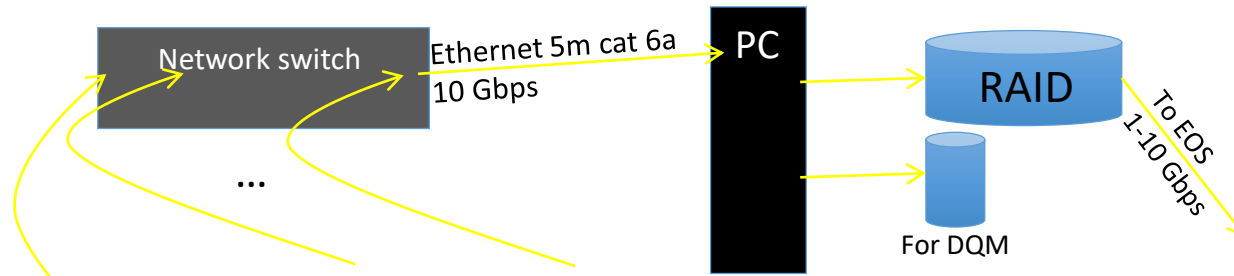 Network switch
Ethernet 5m cat 6a
10 Gbps
...
PC
RAID
For DQM
To EOS
1-10 Gbps